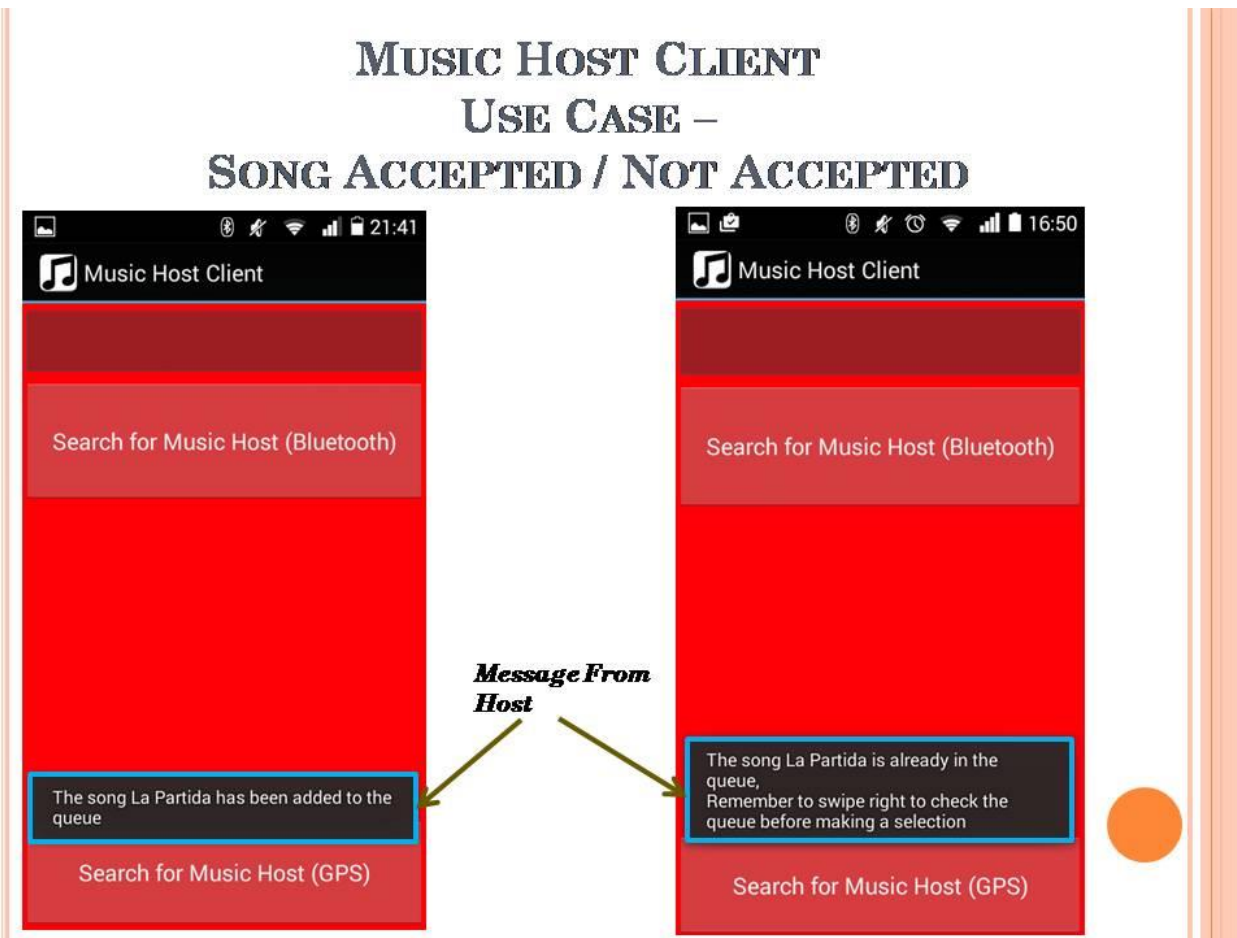 MUSIC HOST CLIENT
USE CASE –
SONG ACCEPTED / NOT ACCEPTED
21:41
Music Host Client
Search for Music Host (Bluetooth)
The song La Partida has been added to the
queue
Search for Music Host (GPS)
Message From
Host
16:50
Music Host Client
Search for Music Host (Bluetooth)
The song La Partida is already in the
queue,
Remember to swipe right to check the
queue before making a selection
Search for Music Host (GPS)